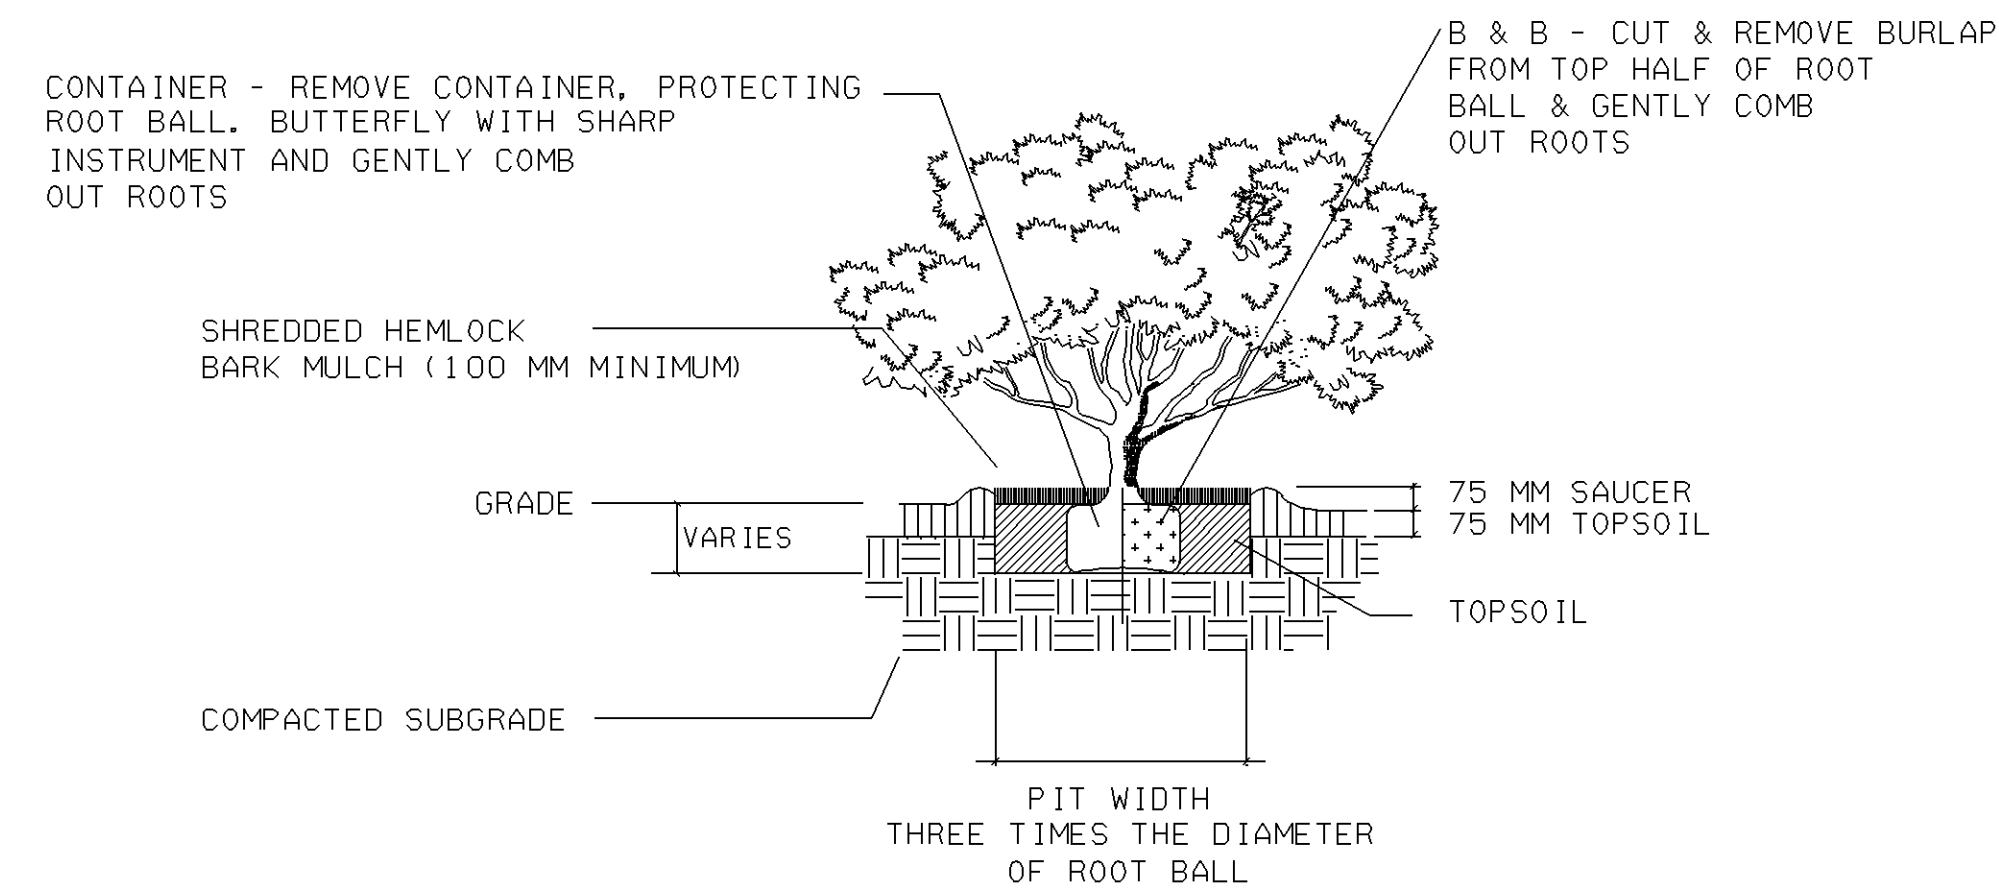 B & B - CUT & REMOVE BURLAP
FROM TOP HALF OF ROOT
BALL & GENTLY COMB
OUT ROOTS
CONTAINER - REMOVE CONTAINER, PROTECTING
ROOT BALL. BUTTERFLY WITH SHARP
INSTRUMENT AND GENTLY COMB
OUT ROOTS
SHREDDED HEMLOCK
BARK MULCH (100 MM MINIMUM)
GRADE
VARIES
75 MM SAUCER
75 MM TOPSOIL
TOPSOIL
COMPACTED SUBGRADE
PIT WIDTH
THREE TIMES THE DIAMETER
OF ROOT BALL